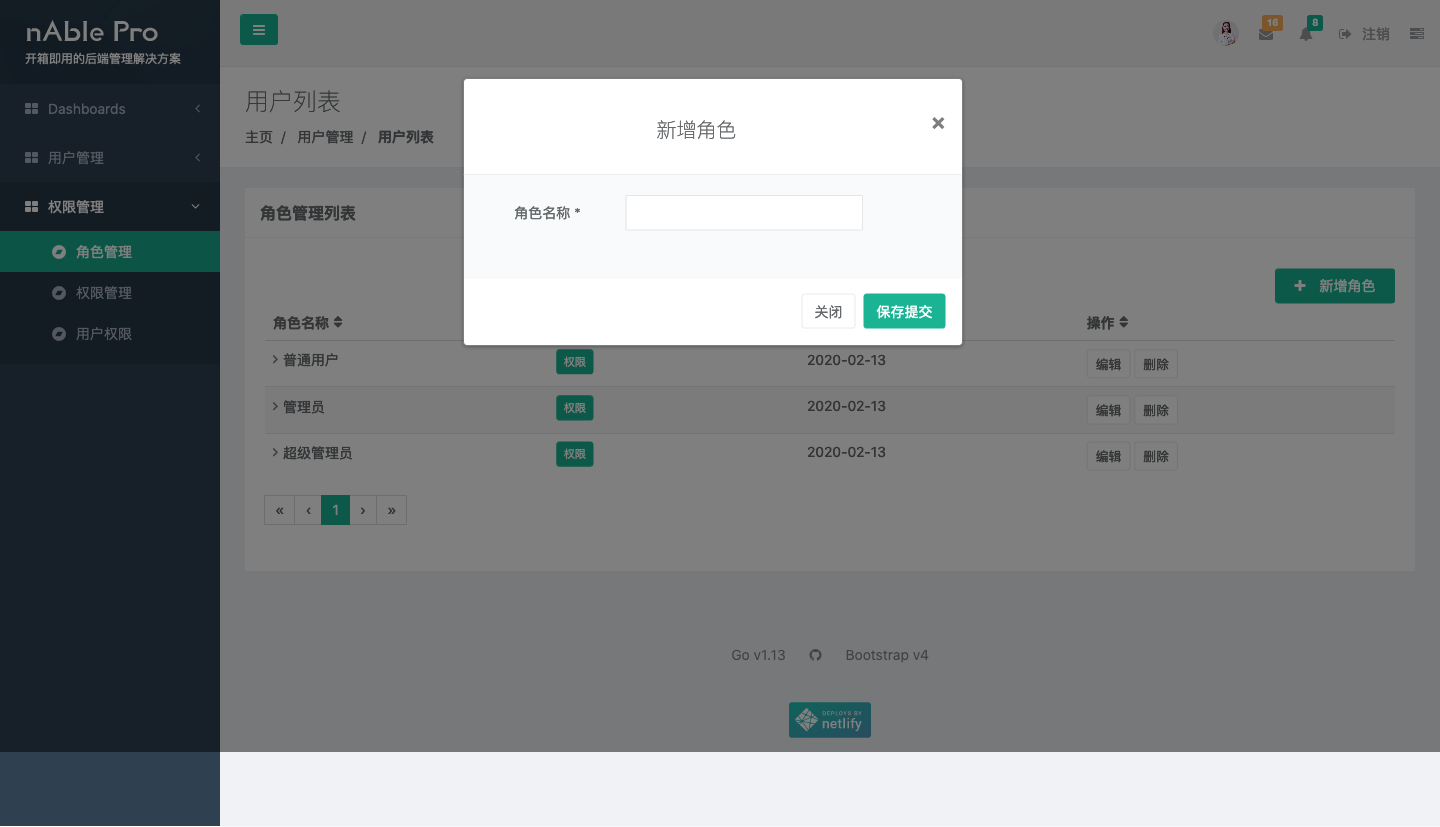 nAble Pro
开箱即用的后端管理解决方案
Dashboards
用户管理
权限管理
角色管理
权限管理
用户权限
16
8
注销
用户列表
主页 / 用户管理 / 用户列表
新增角色
×
角色名称 *
关闭
保存提交
角色管理列表
+ 新增角色
角色名称 操作
普通用户 权限 2020-02-13 编辑 删除
管理员 权限 2020-02-13 编辑 删除
超级管理员 权限 2020-02-13 编辑 删除
« ‹ 1 › »
Go v1.13 Bootstrap v4
DEPLOYS BY
netlify